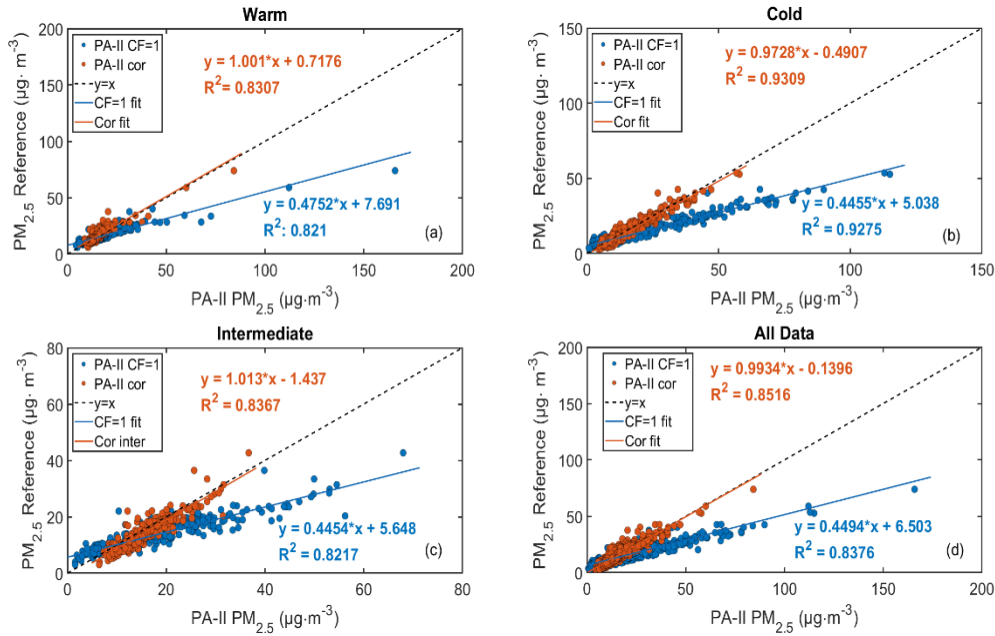 Warm
200
150
100
50
0
0
50
100
150
200
PM2.5 Reference (µg· m-3)
PA-II PM2.5 (µg·m-3)
PA-II CF=1
PA-II cor
y=x
CF=1 fit
Cor fit
y = 1.001*x + 0.7176
R2= 0.8307
y = 0.4752*x + 7.691
R2: 0.821
(a)
Cold
150
100
50
0
0
50
100
150
PM2.5 Reference (µg· m-3)
PA-II PM2.5 (µg·m-3)
PA-II CF=1
PA-II cor
y=x
CF=1 fit
Cor fit
y = 0.9728*x - 0.4907
R2 = 0.9309
y = 0.4455*x + 5.038
R2 = 0.9275
(b)
Intermediate
80
60
40
20
0
0
20
40
60
80
PM2.5 Reference (µg· m-3)
PA-II PM2.5 (µg·m-3)
PA-II CF=1
PA-II cor
y=x
CF=1 fit
Cor inter
y = 1.013*x - 1.437
R2 = 0.8367
y = 0.4454*x + 5.648
R2 = 0.8217
(c)
All Data
200
150
100
50
0
0
50
100
150
200
PM2.5 Reference (µg· m-3)
PA-II PM2.5 (µg·m-3)
PA-II CF=1
PA-II cor
y=x
CF=1 fit
Cor fit
y = 0.9934*x - 0.1396
R2 = 0.8516
y = 0.4494*x + 6.503
R2 = 0.8376
(d)